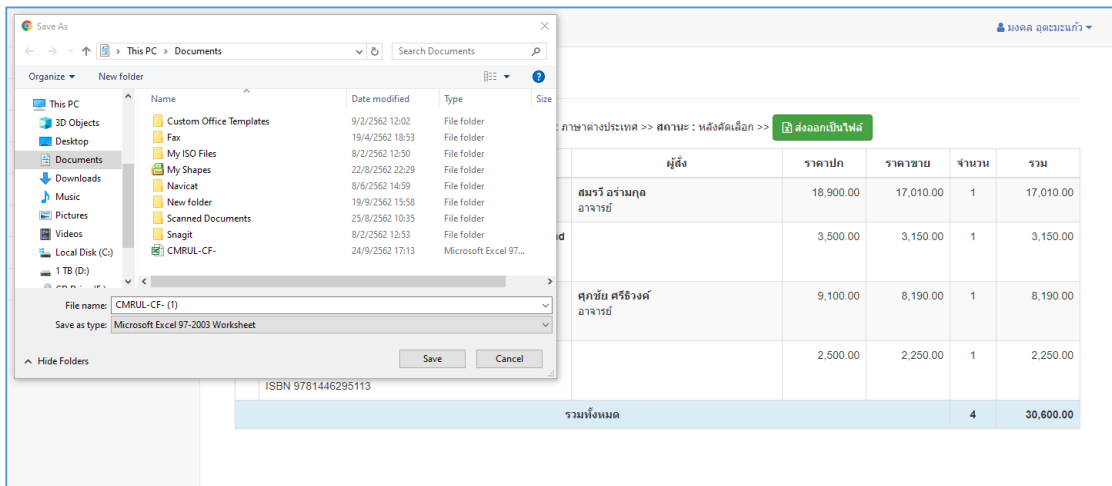 Save As
มงคล อุตะมะแก้ว
This PC > Documents
Search Documents
Organize
New folder
Name
Date modified
Type
Size
This PC
3D Objects
Desktop
Documents
Downloads
Music
Pictures
Videos
Local Disk (C:)
1 TB (D:)
Custom Office Templates 9/2/2562 12:02 File folder
Fax 19/4/2562 18:53 File folder
My ISO Files 8/2/2562 12:50 File folder
My Shapes 22/8/2562 22:29 File folder
Navicat 8/6/2562 14:59 File folder
New folder 19/9/2562 15:58 File folder
Scanned Documents 25/8/2562 10:35 File folder
Snagit 8/2/2562 12:53 File folder
CMRUL-CF- 24/9/2562 17:13 Microsoft Excel 97...
File name: CMRUL-CF- (1)
Save as type: Microsoft Excel 97-2003 Worksheet
Hide Folders
Save
Cancel
: ภาษาต่างประเทศ >> สถานะ : หลังคัดเลือก >> ส่งออกเป็นไฟล์
ผู้สั่ง ราคาปก ราคาขาย จำนวน รวม
สมรวี อร่ามกุล 18,900.00 17,010.00 1 17,010.00
อาจารย์
3,500.00 3,150.00 1 3,150.00
ศุภชัย ศรีธิวงค์ 9,100.00 8,190.00 1 8,190.00
อาจารย์
2,500.00 2,250.00 1 2,250.00
ISBN 9781446295113
รวมทั้งหมด 4 30,600.00